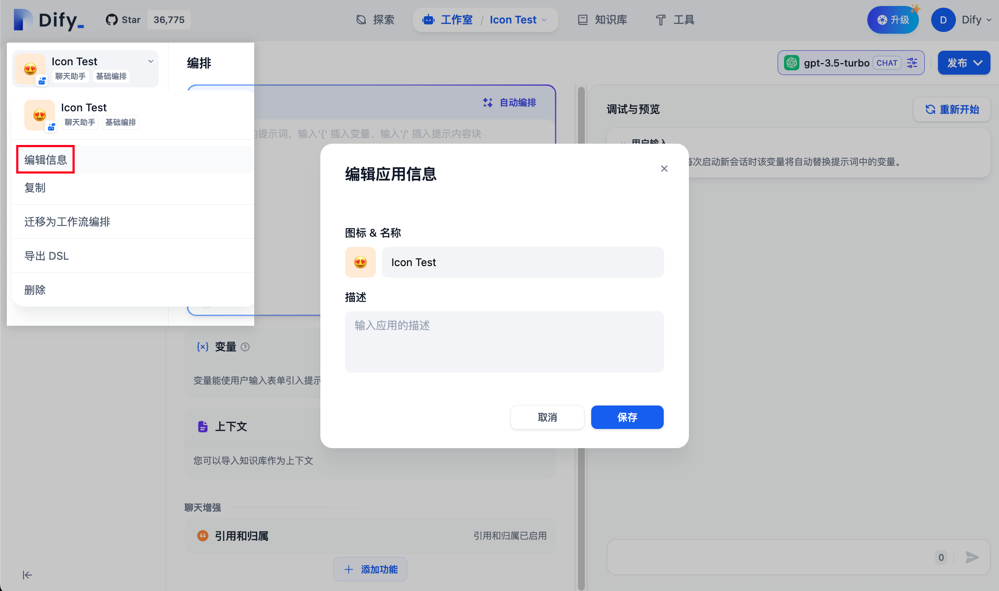 Dify_
Star 36,775
探索
工作室 / Icon Test
知识库
工具
升级
D Dify
Icon Test
聊天助手 基础编排
Icon Test
聊天助手 基础编排
编辑信息
复制
迁移为工作流编排
导出 DSL
删除
编排
gpt-3.5-turbo CHAT
发布
自动编排
的提示词，输入'{' 插入变量、输入'/' 插入提示内容块
调试与预览
重新开始
用户输入
每次启动新会话时该变量将自动替换提示词中的变量。
编辑应用信息
图标 & 名称
Icon Test
描述
输入应用的描述
取消
保存
{x} 变量 ?
变量能使用户输入表单引入提示
上下文
您可以导入知识库作为上下文
聊天增强
引用和归属
引用和归属已启用
添加功能
0